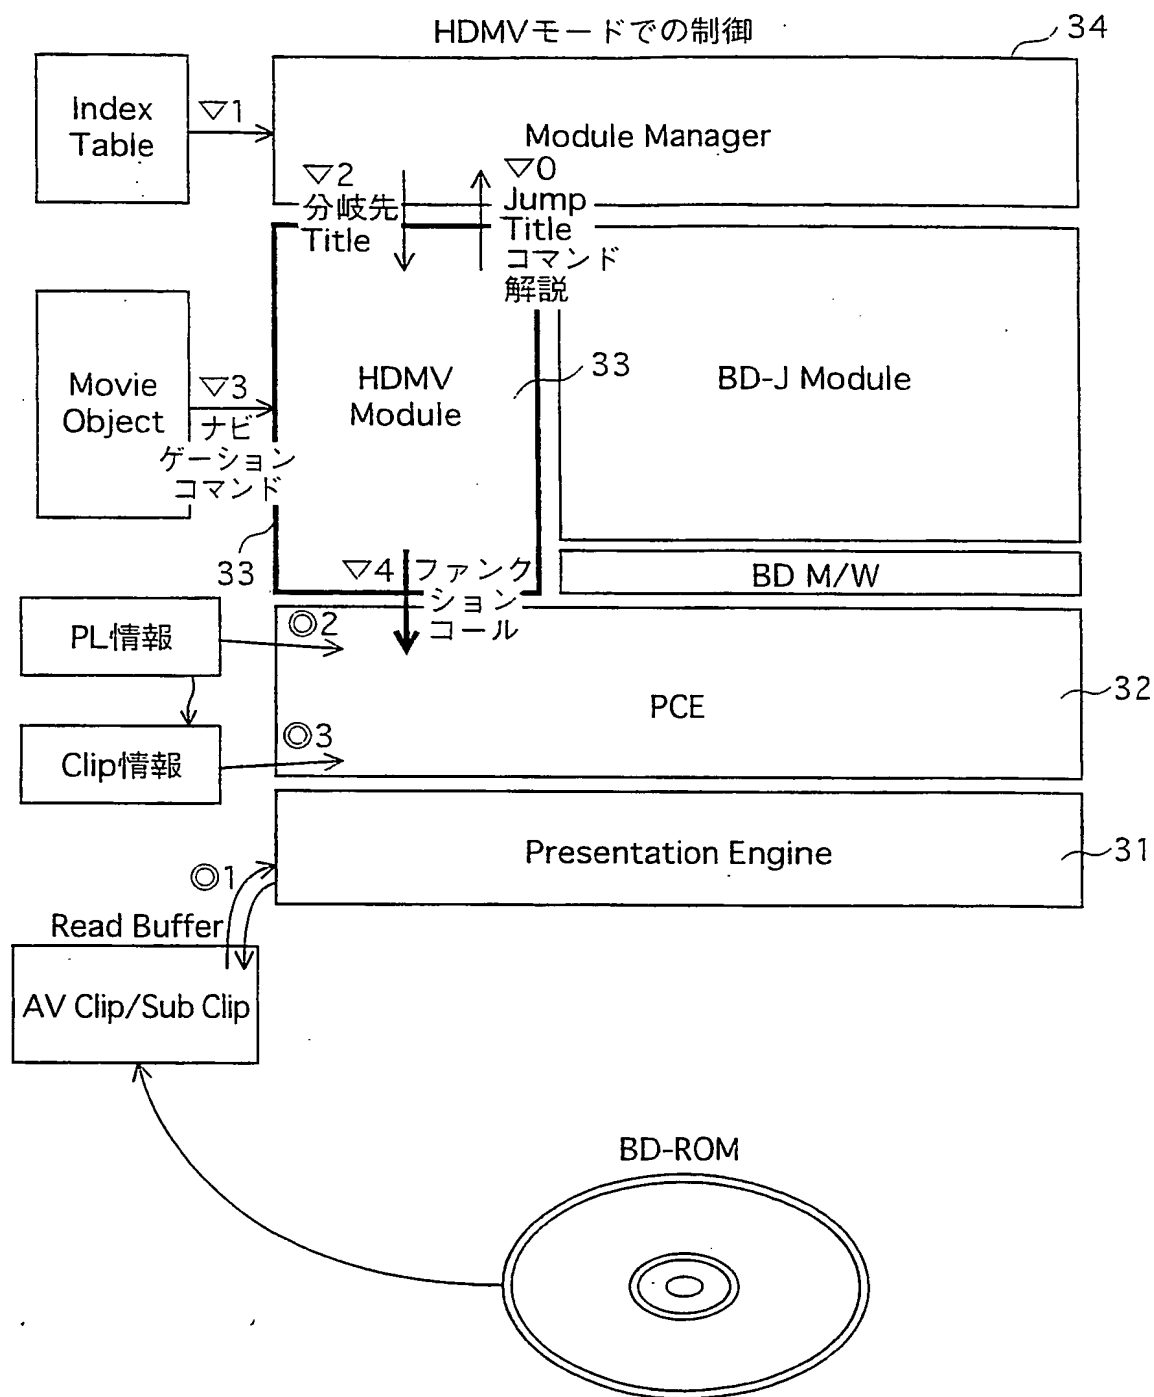 HDMVモードでの制御
34
Index
Table
▽1
Module Manager
▽2
分岐先
Title
▽0
Jump
Title
コマンド
解説
Movie
Object
▽3
ナビ
ゲーション
コマンド
33
HDMV
Module
33
BD-J Module
▽4
ファンク
ション
コール
BD M/W
PL情報
◎2
PCE
32
Clip情報
◎3
Presentation Engine
31
◎1
Read Buffer
AV Clip/Sub Clip
BD-ROM